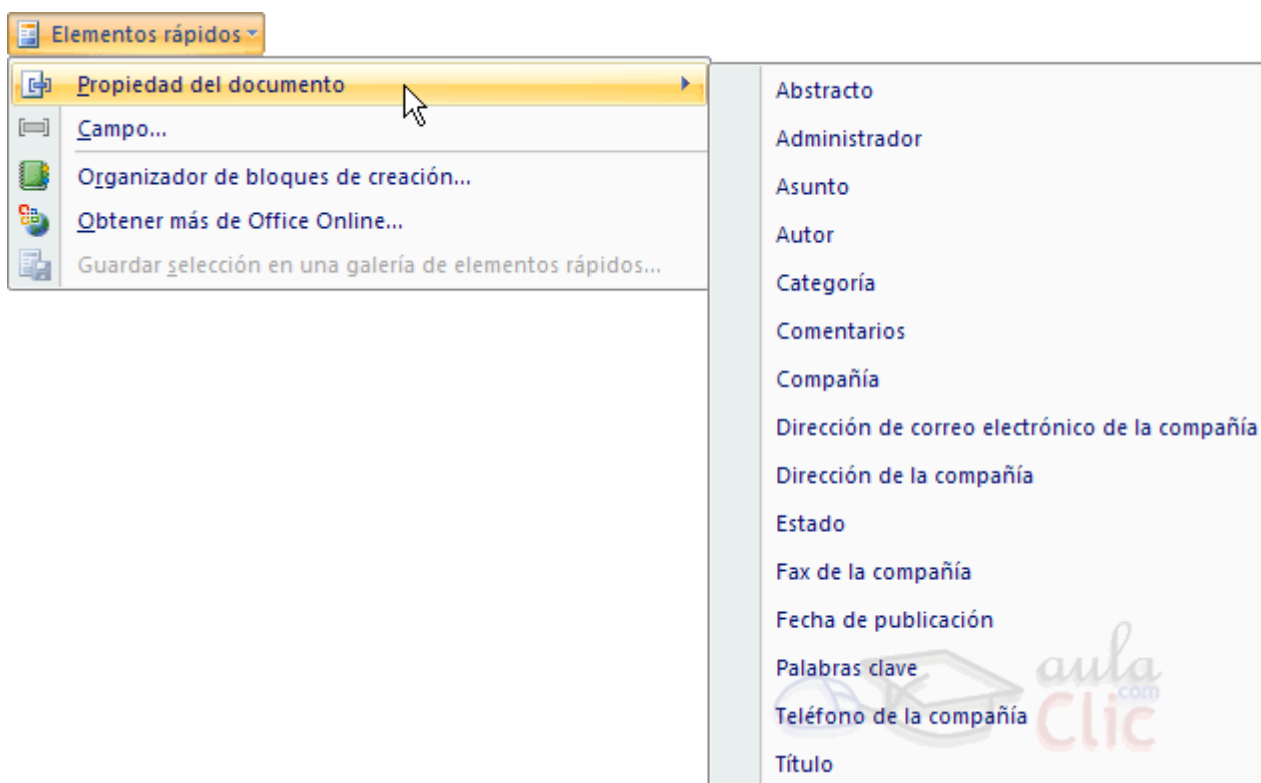 Elementos rápidos
Propiedad del documento
Campo...
Organizador de bloques de creación...
Obtener más de Office Online...
Guardar selección en una galería de elementos rápidos...
Abstracto
Administrador
Asunto
Autor
Categoría
Comentarios
Compañía
Dirección de correo electrónico de la compañía
Dirección de la compañía
Estado
Fax de la compañía
Fecha de publicación
Palabras clave
Teléfono de la compañía
Título
aula
.com
Clic